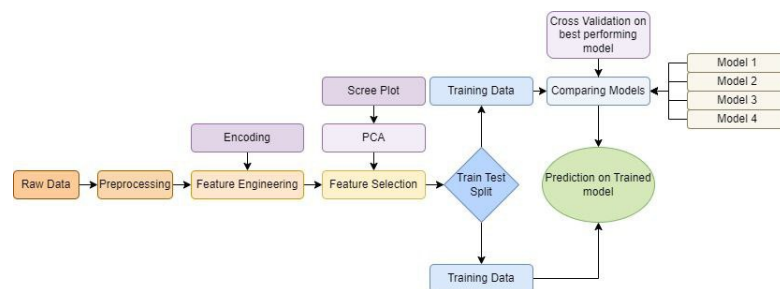 Cross Validation on
best performing
model
Model 1
Model 2
Model 3
Model 4
Scree Plot
Training Data
Comparing Models
Encoding
PCA
Raw Data
Preprocessing
Feature Engineering
Feature Selection
Train Test
Split
Prediction on Trained
model
Training Data